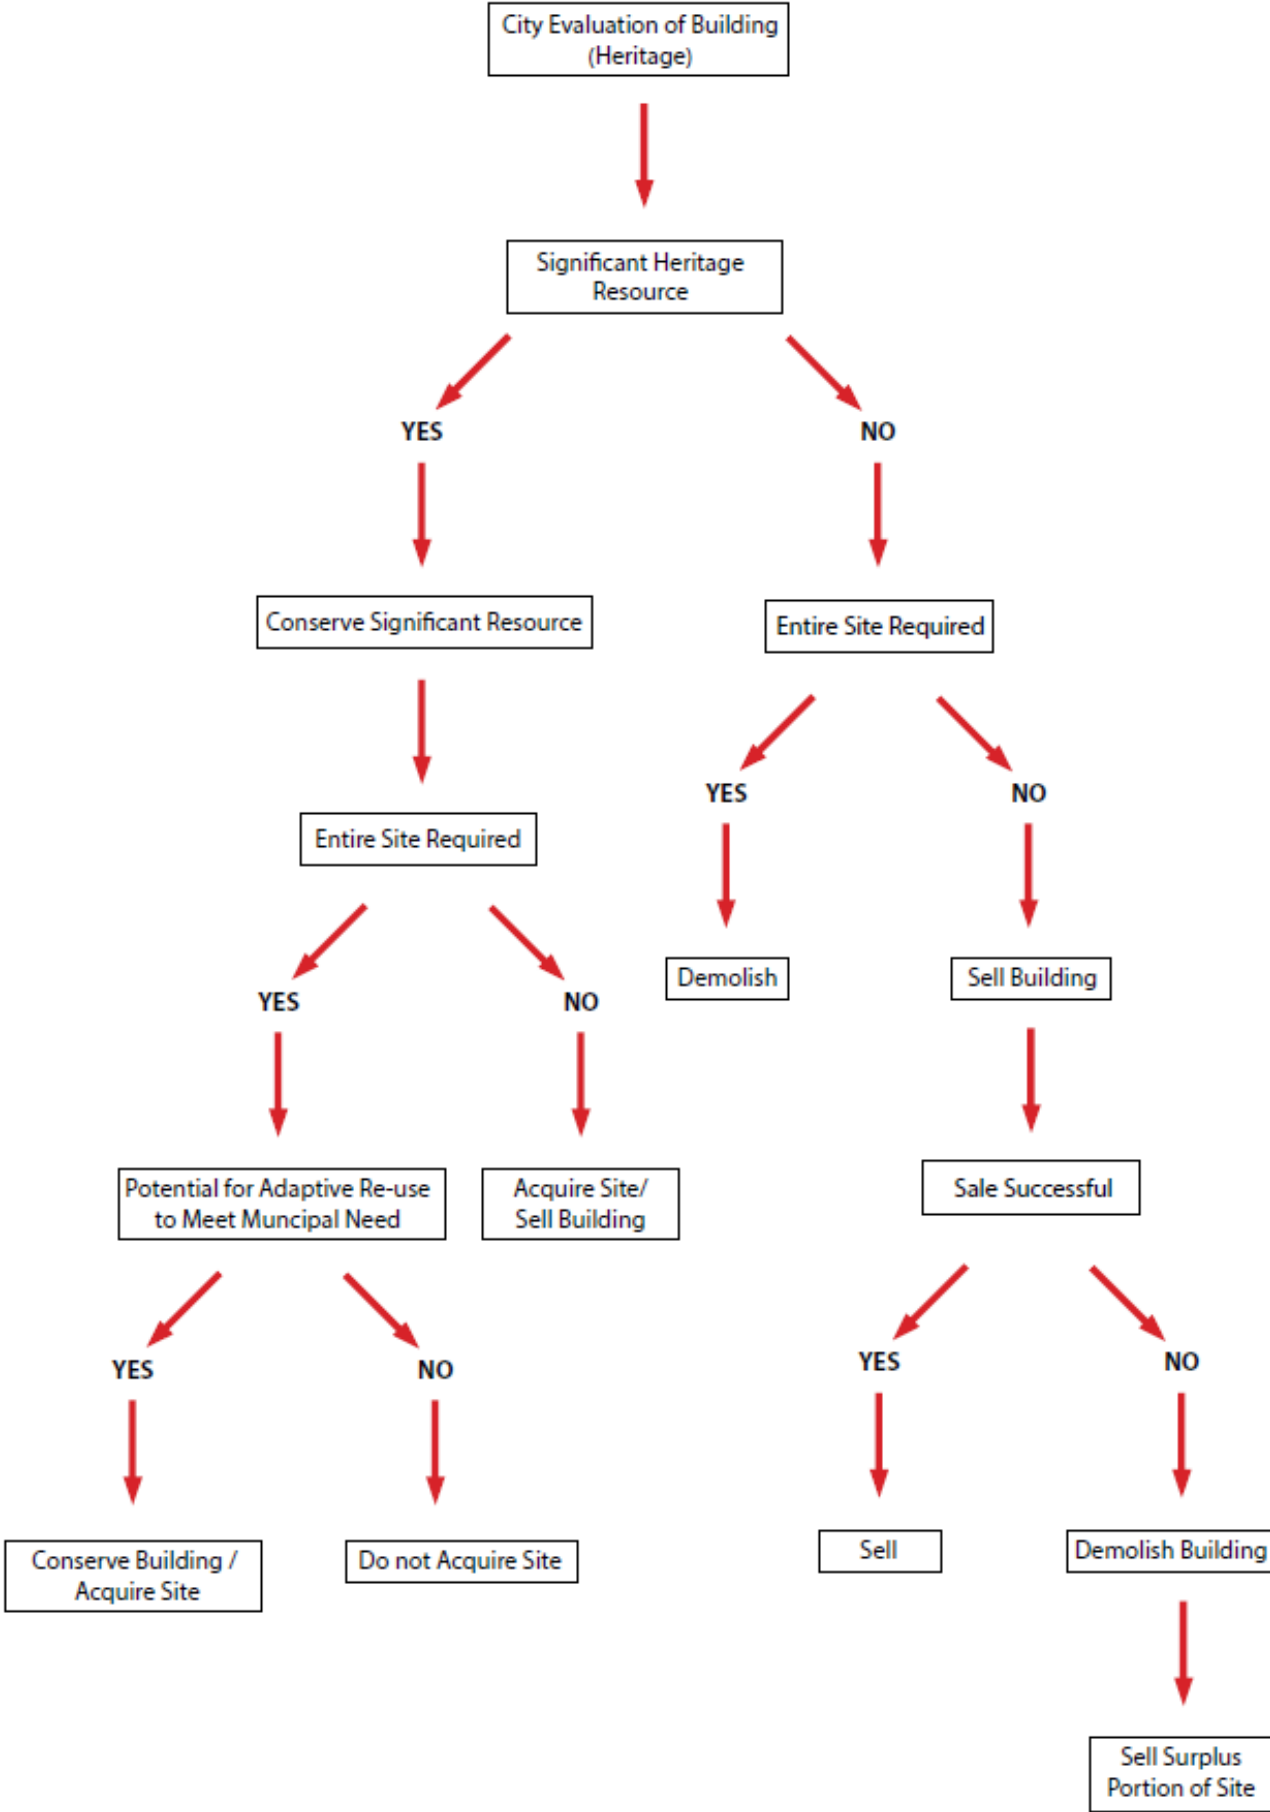 City Evaluation of Building
(Heritage)
Significant Heritage
Resource
YES
NO
Conserve Significant Resource
Entire Site Required
YES
NO
Entire Site Required
YES
NO
Demolish
Sell Building
YES
NO
Potential for Adaptive Re-use
to Meet Muncipal Need
Acquire Site/
Sell Building
Sale Successful
YES
NO
YES
NO
Conserve Building /
Acquire Site
Do not Acquire Site
Sell
Demolish Building
Sell Surplus
Portion of Site